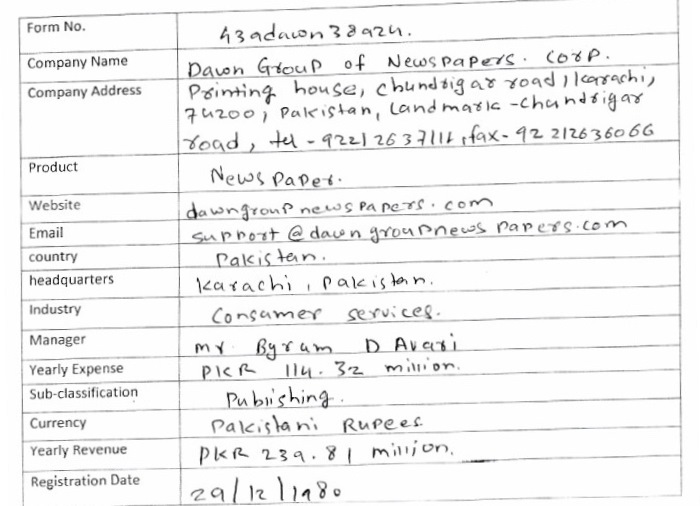 Form No. 43adawn38924.
Company Name Dawn Group of Newspapers. Corp.
Company Address Printing house, chundrigar road, karachi,
74200, Pakistan, Landmark - chundrigar
road, tel - 92212637111, fax - 92 212636066
Product News Paper.
Website dawngroupnewspapers.com
Email support@dawngroupnewspapers.com
country Pakistan.
headquarters Karachi, Pakistan.
Industry Consumer services.
Manager mr. Byram D Avari
Yearly Expense PKR 114.32 million.
Sub-classification Publishing.
Currency Pakistani Rupees.
Yearly Revenue PKR 239.81 million.
Registration Date 29/12/1980